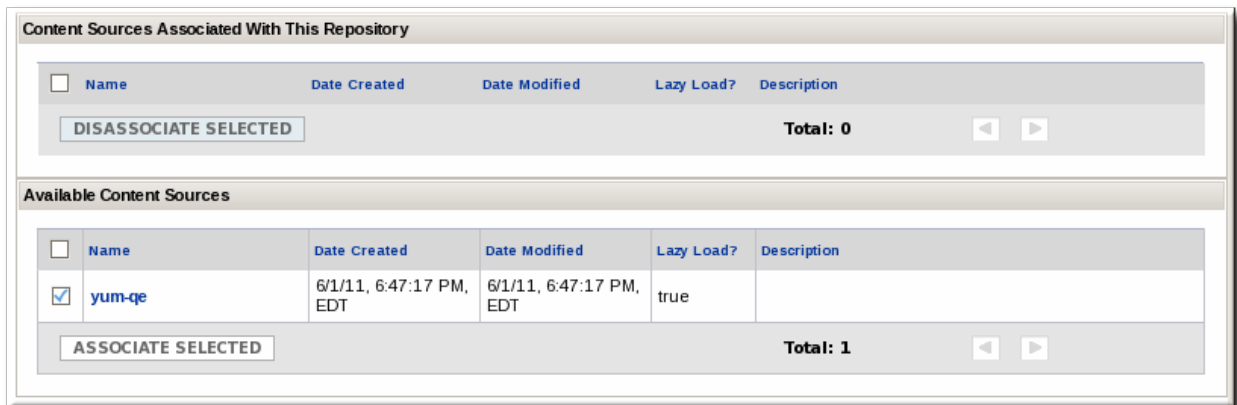 Content Sources Associated With This Repository
Name Date Created Date Modified Lazy Load? Description
DISASSOCIATE SELECTED Total: 0
Available Content Sources
Name Date Created Date Modified Lazy Load? Description
yum-qe 6/1/11, 6:47:17 PM, EDT 6/1/11, 6:47:17 PM, EDT true
ASSOCIATE SELECTED Total: 1